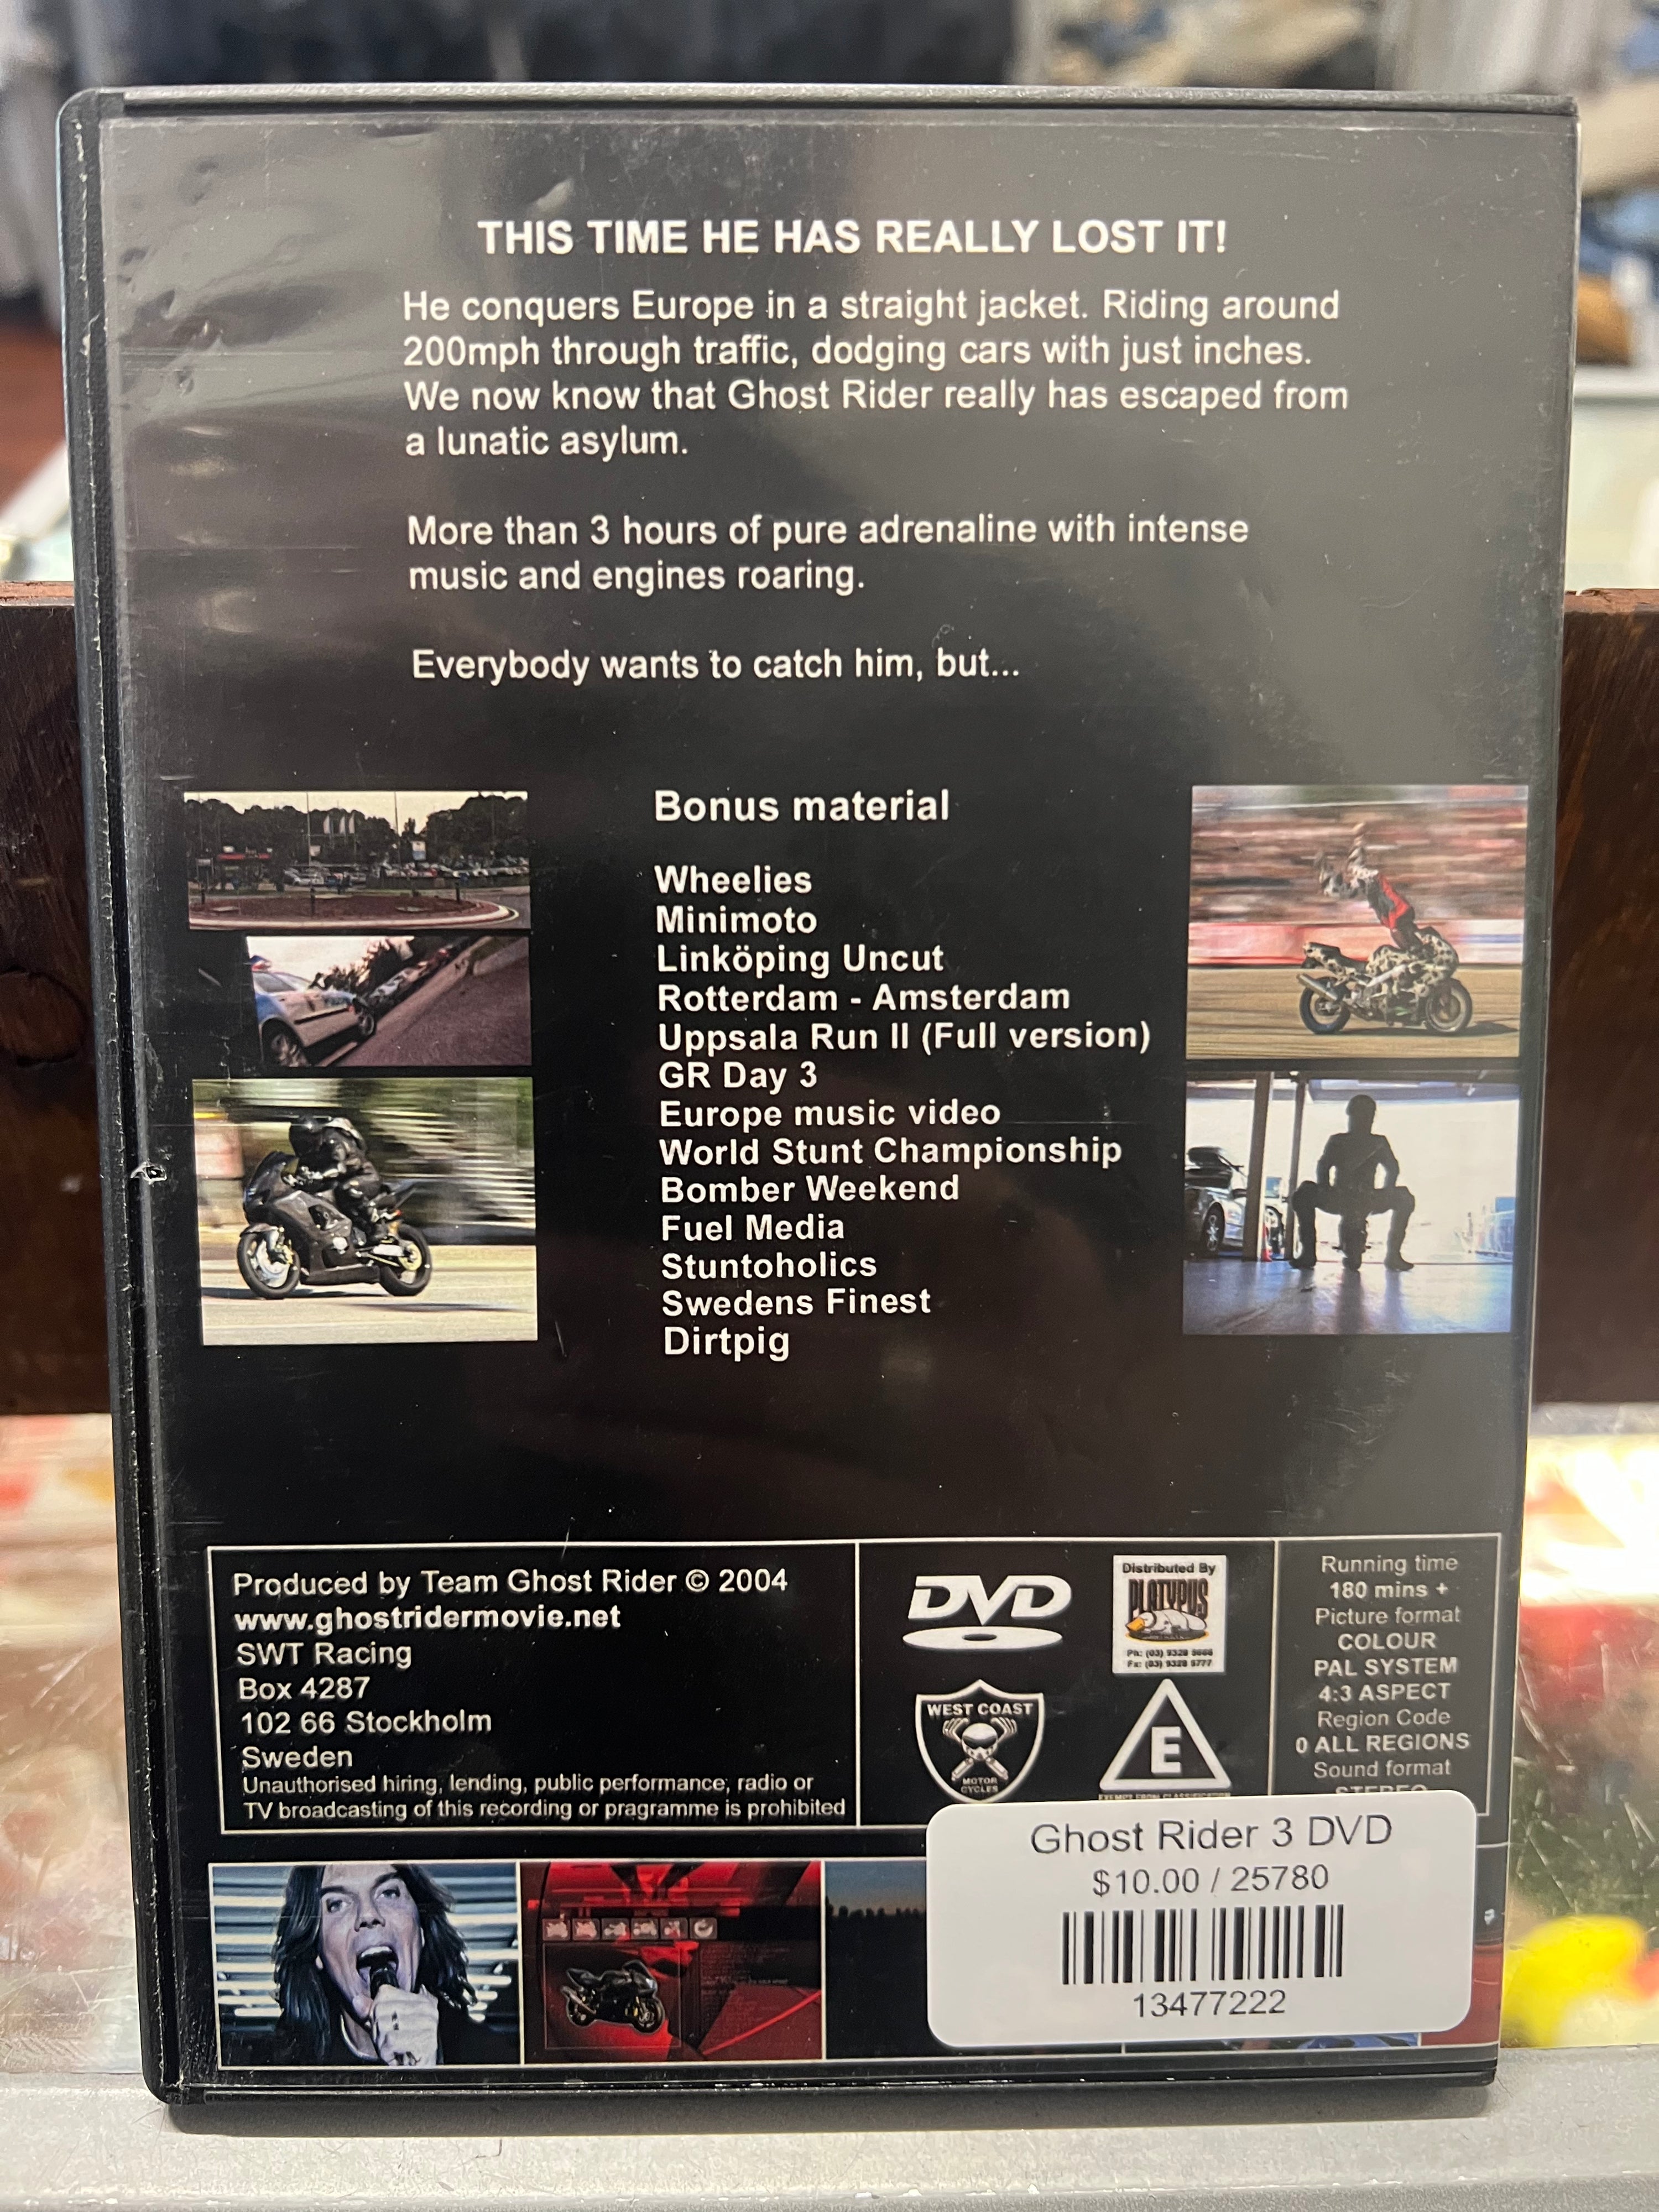 THIS TIME HE HAS REALLY LOST IT!
He conquers Europe in a straight jacket. Riding around
200mph through traffic, dodging cars with just inches.
We now know that Ghost Rider really has escaped from
a lunatic asylum.
More than 3 hours of pure adrenaline with intense
music and engines roaring.
Everybody wants to catch him, but...
Bonus material
Wheelies
Minimoto
Linköping Uncut
Rotterdam - Amsterdam
Uppsala Run II (Full version)
GR Day 3
Europe music video
World Stunt Championship
Bomber Weekend
Fuel Media
Stuntoholics
Swedens Finest
Dirtpig
Produced by Team Ghost Rider © 2004
www.ghostridermovie.net
SWT Racing
Box 4287
102 66 Stockholm
Sweden
Unauthorised hiring, lending, public performance, radio or
TV broadcasting of this recording or pragramme is prohibited
DVD
Distributed By
PLATYPUS
WEST COAST
MOTOR
CYCLES
E
Running time
180 mins +
Picture format
COLOUR
PAL SYSTEM
4:3 ASPECT
Region Code
0 ALL REGIONS
Sound format
STEREO
Ghost Rider 3 DVD
$10.00 / 25780
13477222